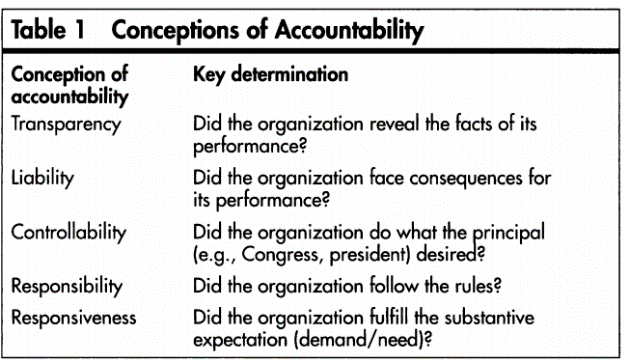 Table 1 Conceptions of Accountability
Conception of Key determination
accountability
Transparency Did the organization reveal the facts of its
performance?
Liability Did the organization face consequences for
its performance?
Controllability Did the organization do what the principal
(e.g., Congress, president) desired?
Responsibility Did the organization follow the rules?
Responsiveness Did the organization fulfill the substantive
expectation (demand/need)?